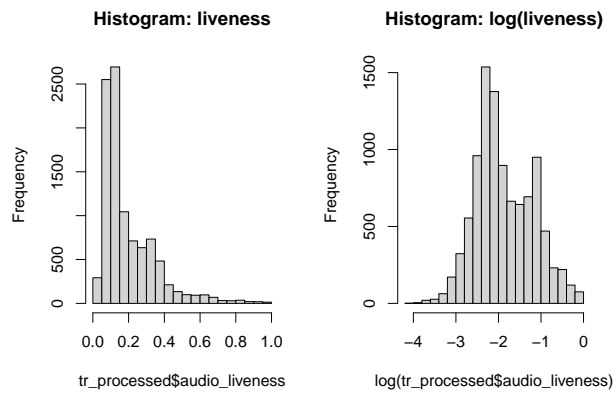 Histogram: liveness
Frequency
0
500
1500
2500
0.0 0.2 0.4 0.6 0.8 1.0
tr_processed$audio_liveness
Histogram: log(liveness)
Frequency
0
500
1000
1500
−4 −3 −2 −1 0
log(tr_processed$audio_liveness)